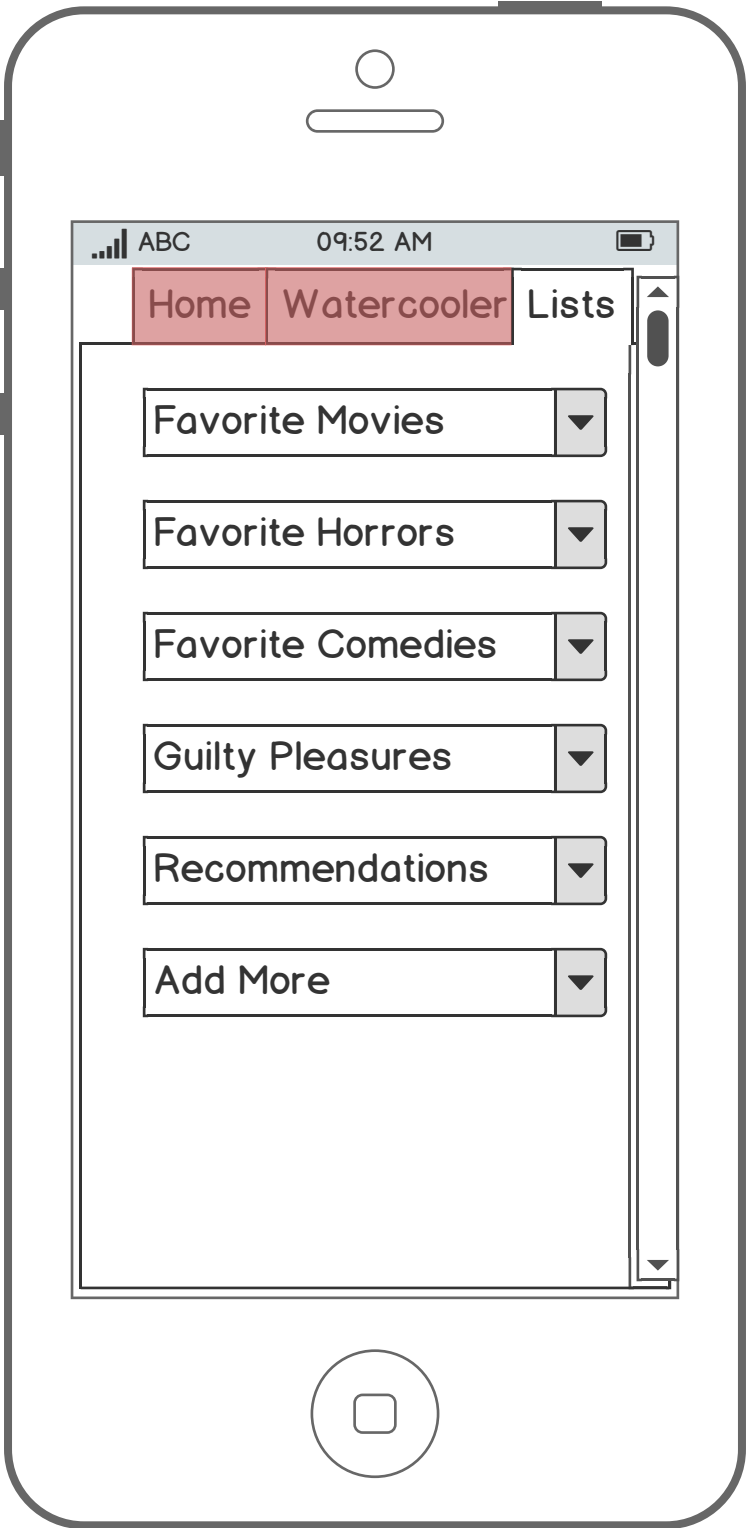 ABC 09:52 AM
Home Watercooler Lists
Favorite Movies
Favorite Horrors
Favorite Comedies
Guilty Pleasures
Recommendations
Add More